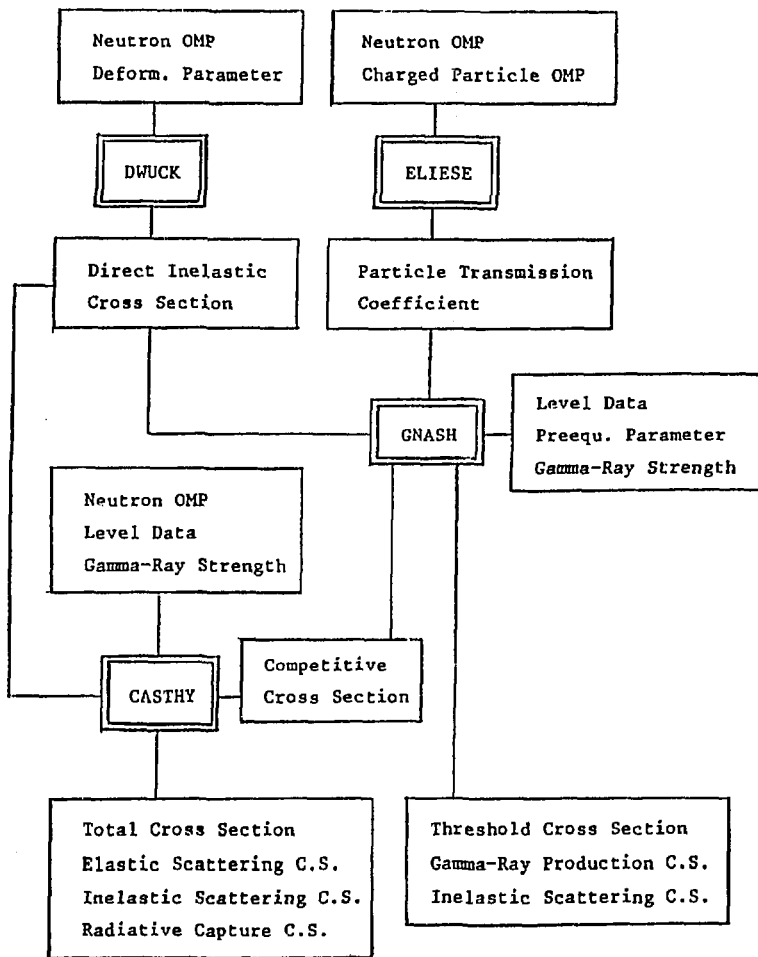 Neutron OMP
Deform. Parameter
Neutron OMP
Charged Particle OMP
DWUCK
ELIESE
Direct Inelastic
Cross Section
Particle Transmission
Coefficient
GNASH
Level Data
Preequ. Parameter
Gamma-Ray Strength
Neutron OMP
Level Data
Gamma-Ray Strength
CASTHY
Competitive
Cross Section
Total Cross Section
Elastic Scattering C.S.
Inelastic Scattering C.S.
Radiative Capture C.S.
Threshold Cross Section
Gamma-Ray Production C.S.
Inelastic Scattering C.S.